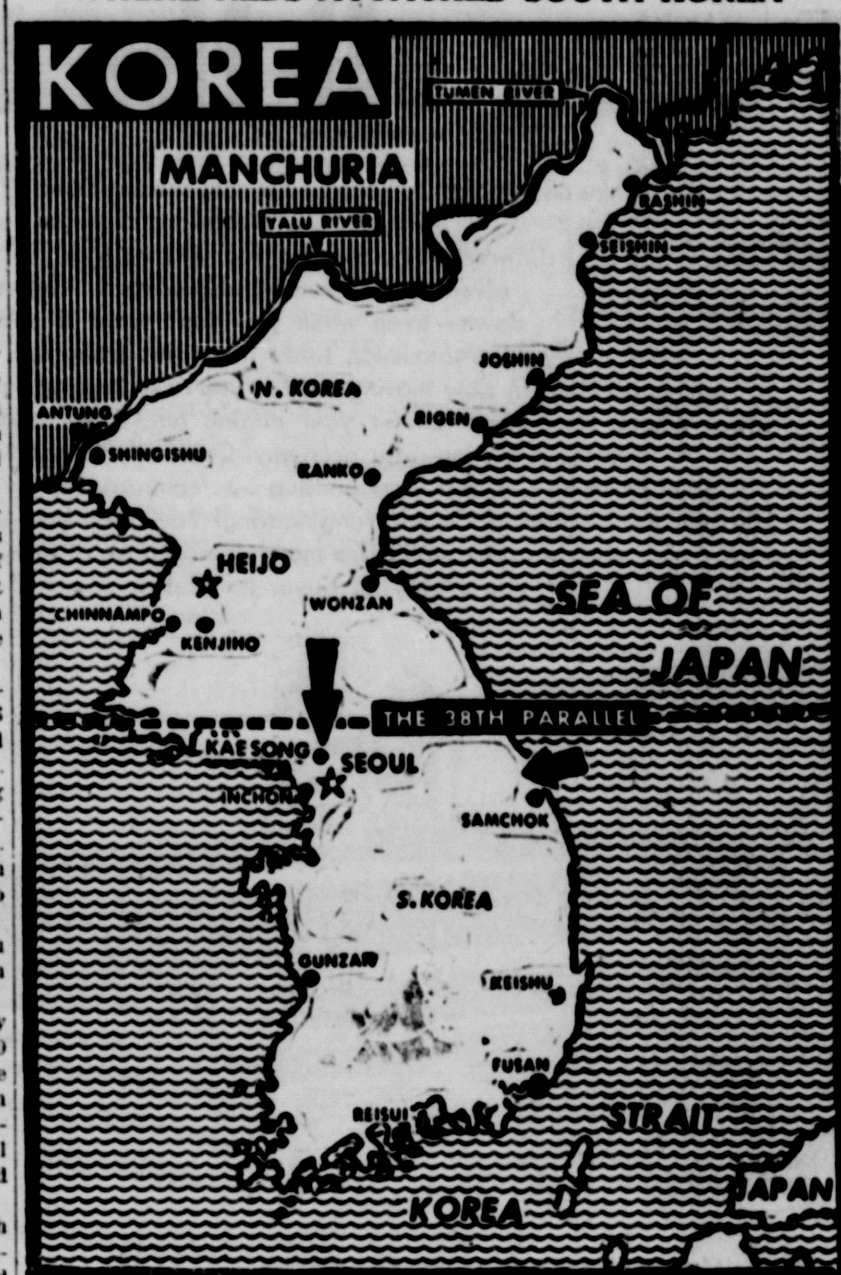 KOREA
TUMEN RIVER
MANCHURIA
RASHIN
YALU RIVER
SEISHIN
JOSHIN
N. KOREA
ANTUNG
RIGEN
SHINGISHU
KANKO
HEIJO
WONZAN
SEA OF
CHINNAMPO
KENJIHO
JAPAN
THE 38TH PARALLEL
KAESONG
SEOUL
INCHON
SAMCHOK
S. KOREA
GUNZAN
KEISHU
FUSAN
REISUI
STRAIT
JAPAN
KOREA